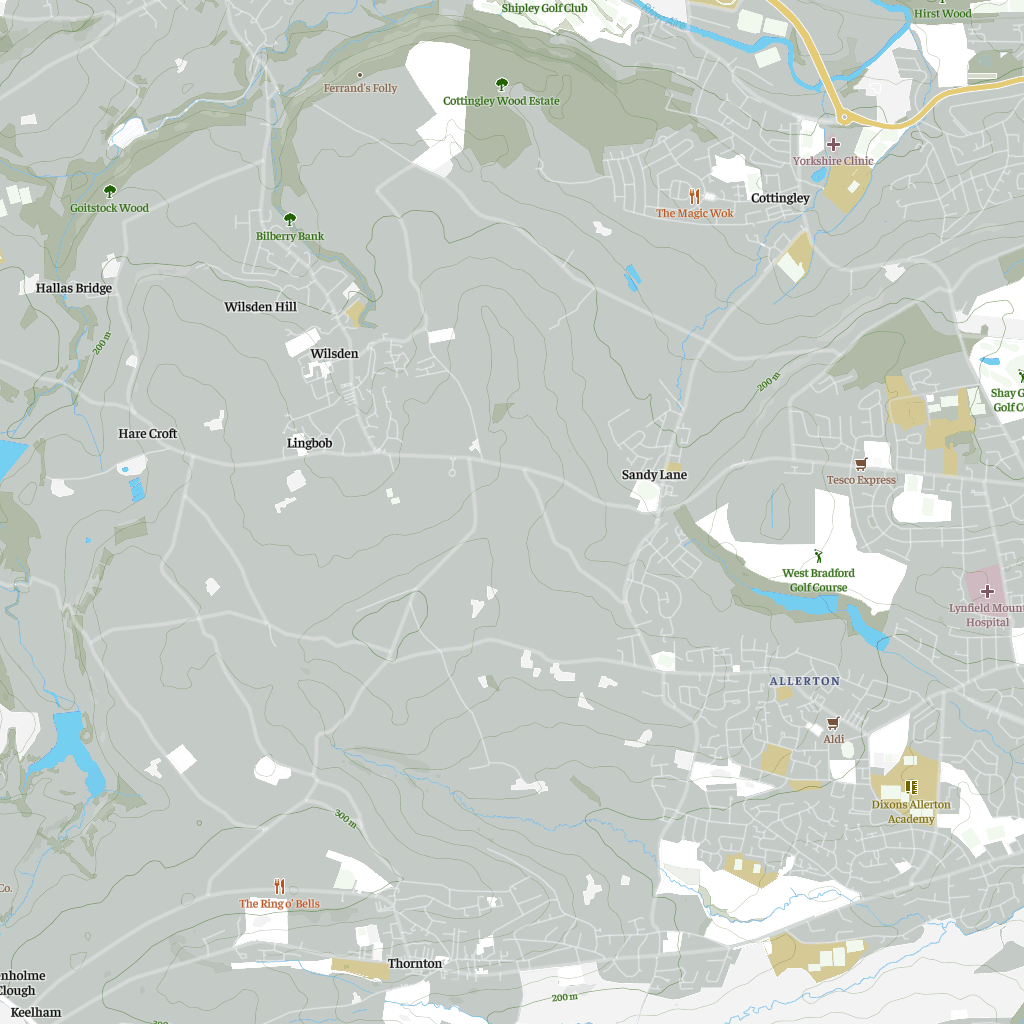 Shipley Golf Club
Hirst Wood
Ferrand's Folly
Cottingley Wood Estate
Yorkshire Clinic
Goitstock Wood
Cottingley
The Magic Wok
Bilberry Bank
Hallas Bridge
Wilsden Hill
200 m
Wilsden
200 m
Shay G
Golf Co
Hare Croft
Lingbob
Sandy Lane
Tesco Express
West Bradford
Golf Course
Lynfield Mount
Hospital
ALLERTON
Aldi
300 m
Dixons Allerton
Academy
Co.
The Ring o' Bells
Thornton
enholme
Clough
200 m
Keelham